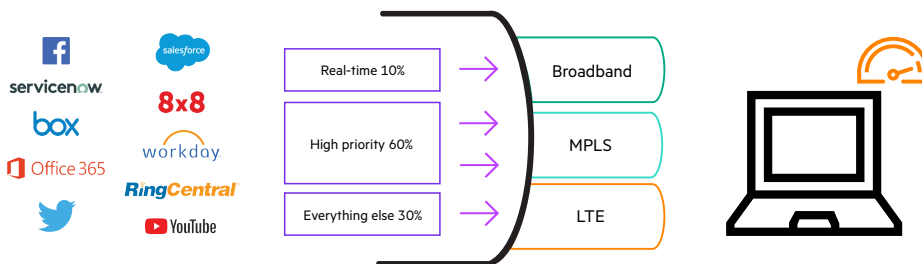 servicenow
box
Office 365
salesforce
8x8
workday
RingCentral
YouTube
Real-time 10%
High priority 60%
Everything else 30%
Broadband
MPLS
LTE